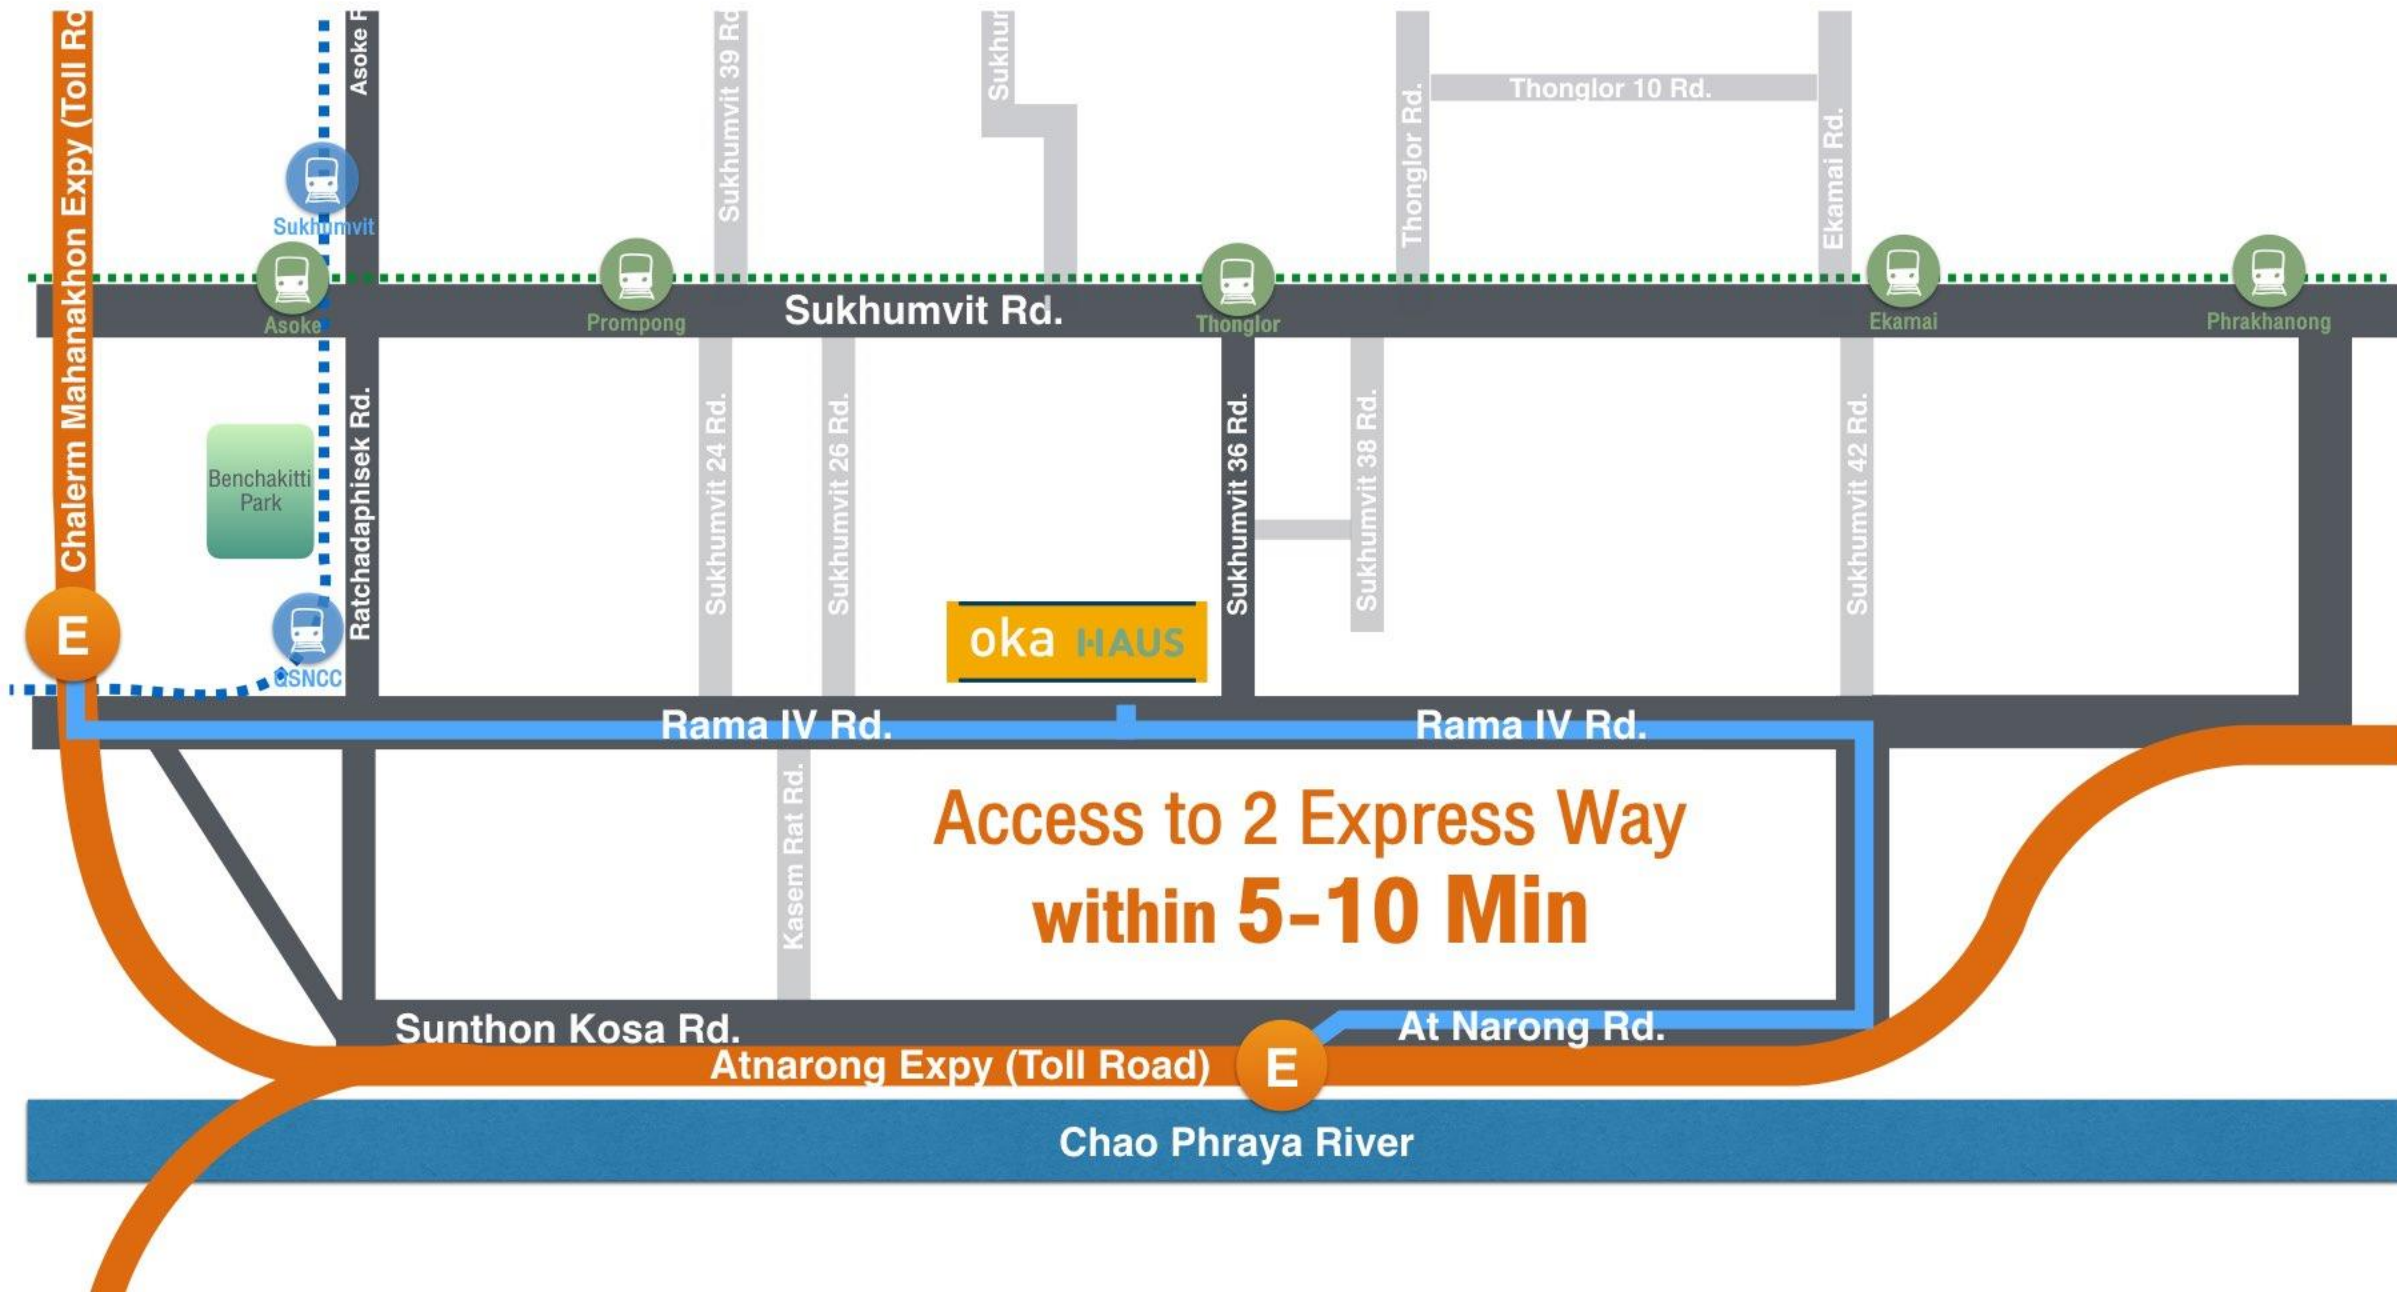 Chalerm Mahanakhon Expy (Toll Ro
Asoke R
Sukhumvit 39 Rd
Sukhur
Thonglor Rd.
Thonglor 10 Rd.
Ekamai Rd.
Sukhumvit
Asoke
Prompong
Sukhumvit Rd.
Thonglor
Ekamai
Phrakhanong
Benchakitti
Park
Ratchadaphisek Rd.
Sukhumvit 24 Rd.
Sukhumvit 26 Rd.
Sukhumvit 36 Rd.
Sukhumvit 38 Rd.
Sukhumvit 42 Rd.
E
QSNCC
oka HAUS
Rama IV Rd.
Rama IV Rd.
Kasem Rat Rd.
Access to 2 Express Way
within 5-10 Min
Sunthon Kosa Rd.
At Narong Rd.
Atnarong Expy (Toll Road)
E
Chao Phraya River